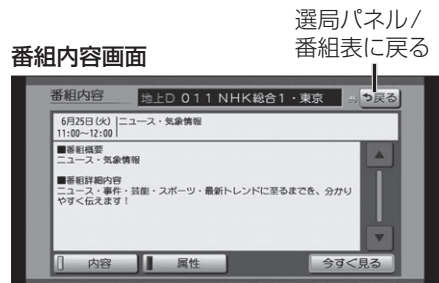 選局パネル/
番組表に戻る
番組内容画面
番組内容 地上D 011 NHK総合1・東京 戻る
6月25日(火) ニュース・気象情報
11:00~12:00
■番組概要
ニュース・気象情報
■番組詳細内容
ニュース・事件・芸能・スポーツ・最新トレンドに至るまでを、分かり
やすく伝えます!
内容 属性 今すぐ見る